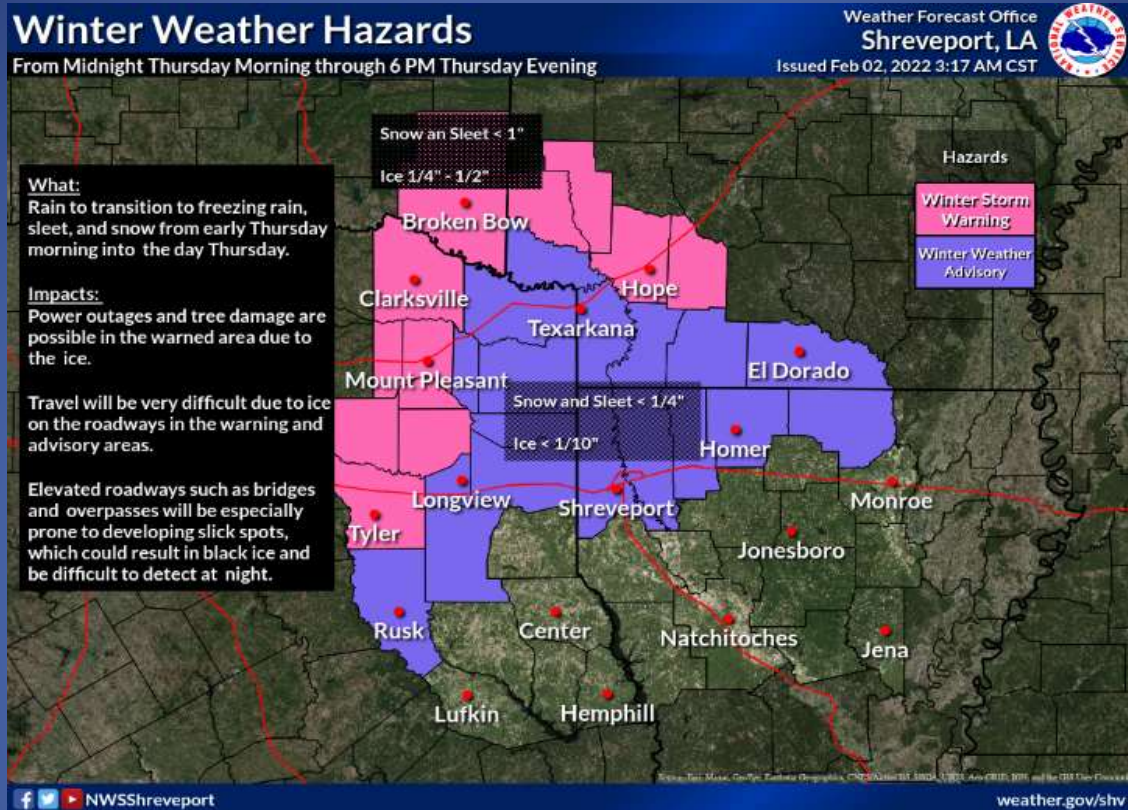 Winter Weather Hazards
From Midnight Thursday Morning through 6 PM Thursday Evening
Weather Forecast Office
Shreveport, LA
Issued Feb 02, 2022 3:17 AM CST
NATIONAL WEATHER SERVICE
What:
Rain to transition to freezing rain,
sleet, and snow from early Thursday
morning into the day Thursday.
Impacts:
Power outages and tree damage are
possible in the warned area due to
the ice.
Travel will be very difficult due to ice
on the roadways in the warning and
advisory areas.
Elevated roadways such as bridges
and overpasses will be especially
prone to developing slick spots,
which could result in black ice and
be difficult to detect at night.
Snow an Sleet < 1"
Ice 1/4" - 1/2"
Hazards
Winter Storm
Warning
Winter Weather
Advisory
Broken Bow
Clarksville
Hope
Texarkana
Mount Pleasant
El Dorado
Snow and Sleet < 1/4"
Ice < 1/10"
Homer
Longview
Shreveport
Monroe
Tyler
Jonesboro
Rusk
Center
Natchitoches
Jena
Lufkin
Hemphill
NWSShreveport
weather.gov/shv